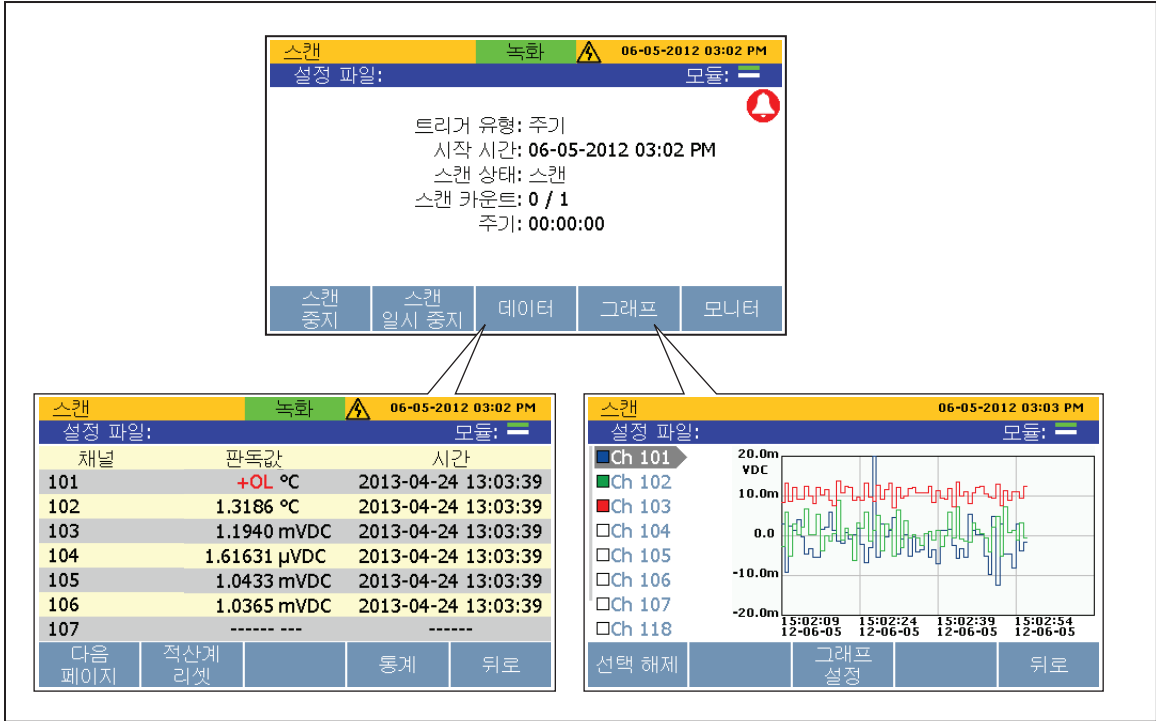 스캔 녹화 06-05-2012 03:02 PM
설정 파일: 모듈:
트리거 유형: 주기
시작 시간: 06-05-2012 03:02 PM
스캔 상태: 스캔
스캔 카운트: 0 / 1
주기: 00:00:00
스캔 중지
스캔 일시 중지
데이터
그래프
모니터
스캔 녹화 06-05-2012 03:02 PM
설정 파일: 모듈:
채널 판독값 시간
101 +OL °C 2013-04-24 13:03:39
102 1.3186 °C 2013-04-24 13:03:39
103 1.1940 mVDC 2013-04-24 13:03:39
104 1.61631 µVDC 2013-04-24 13:03:39
105 1.0433 mVDC 2013-04-24 13:03:39
106 1.0365 mVDC 2013-04-24 13:03:39
107 ------ --- ------
다음 페이지
적산계 리셋
통계
뒤로
스캔 06-05-2012 03:03 PM
설정 파일: 모듈:
Ch 101
Ch 102
Ch 103
Ch 104
Ch 105
Ch 106
Ch 107
Ch 118
20.0m
VDC
10.0m
0.0
-10.0m
-20.0m
15:02:09 15:02:24 15:02:39 15:02:54
12-06-05 12-06-05 12-06-05 12-06-05
선택 해제
그래프 설정
뒤로